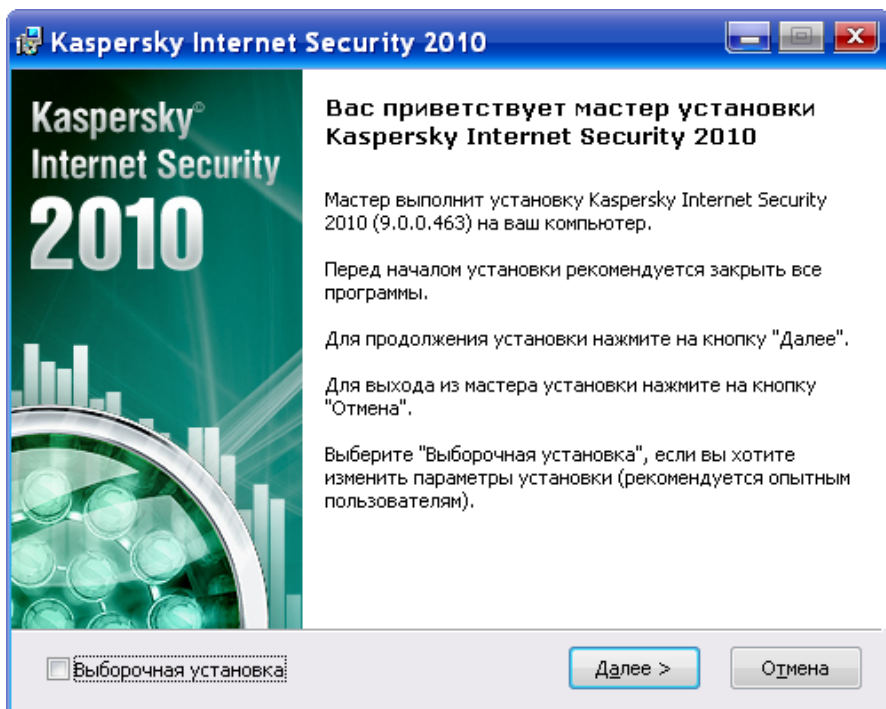 Kaspersky Internet Security 2010
Kaspersky©
Internet Security
2010
Вас приветствует мастер установки
Kaspersky Internet Security 2010
Мастер выполнит установку Kaspersky Internet Security
2010 (9.0.0.463) на ваш компьютер.
Перед началом установки рекомендуется закрыть все
программы.
Для продолжения установки нажмите на кнопку "Далее".
Для выхода из мастера установки нажмите на кнопку
"Отмена".
Выберите "Выборочная установка", если вы хотите
изменить параметры установки (рекомендуется опытным
пользователям).
Выборочная установка
Далее >
Отмена